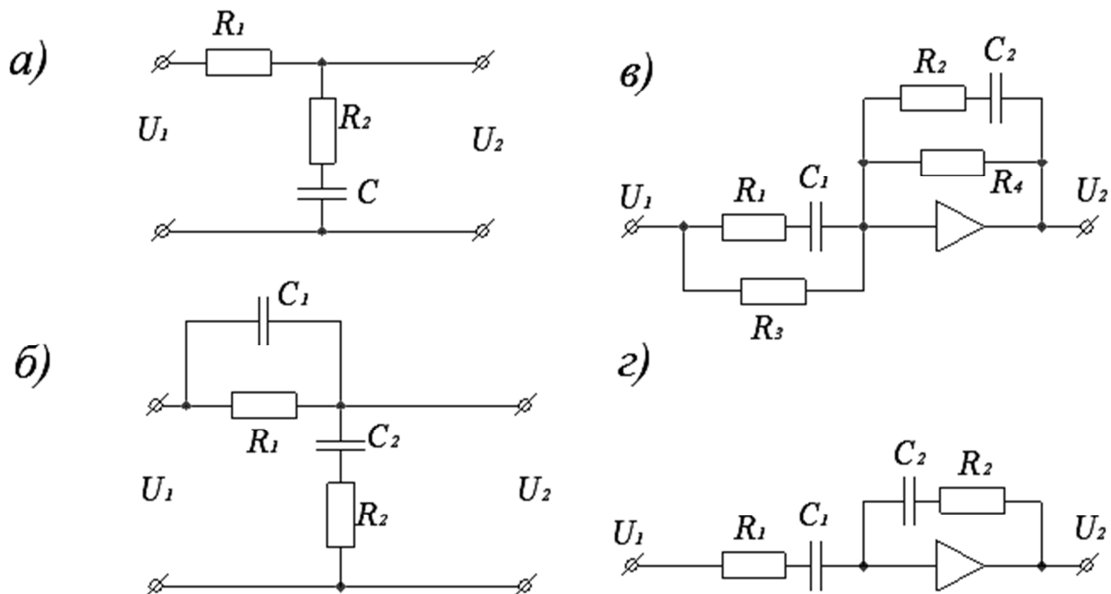 а)
R₁
U₁
R₂
U₂
C
б)
C₁
R₁
C₂
U₁
R₂
U₂
в)
R₂
C₂
R₄
U₁
R₁
C₁
U₂
R₃
г)
C₂
R₂
U₁
R₁
C₁
U₂